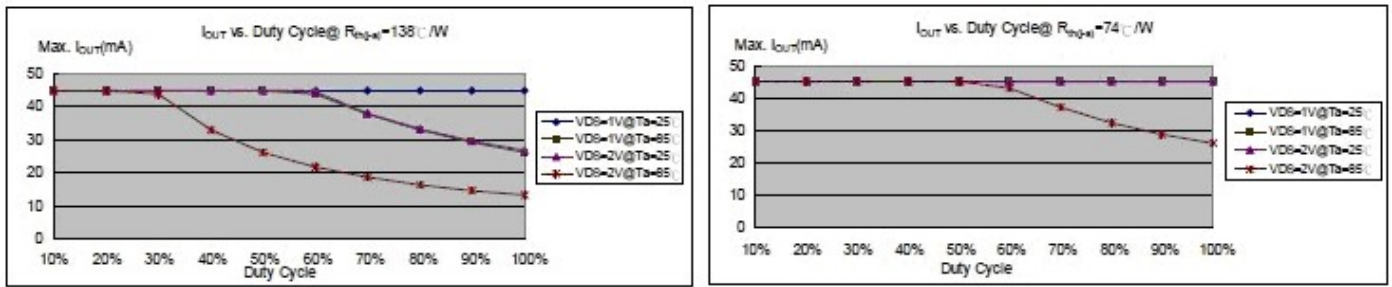 IOUT vs. Duty Cycle@ Rth(j-a)=138℃/W
Max. IOUT(mA)
50
40
30
20
10
0
10% 20% 30% 40% 50% 60% 70% 80% 90% 100%
Duty Cycle
VDS=1V@Ta=25℃
VDS=1V@Ta=85℃
VDS=2V@Ta=25℃
VDS=2V@Ta=85℃
IOUT vs. Duty Cycle@ Rth(j-a)=74℃/W
Max. IOUT(mA)
50
40
30
20
10
0
10% 20% 30% 40% 50% 60% 70% 80% 90% 100%
Duty Cycle
VDS=1V@Ta=25℃
VDS=1V@Ta=85℃
VDS=2V@Ta=25℃
VDS=2V@Ta=85℃